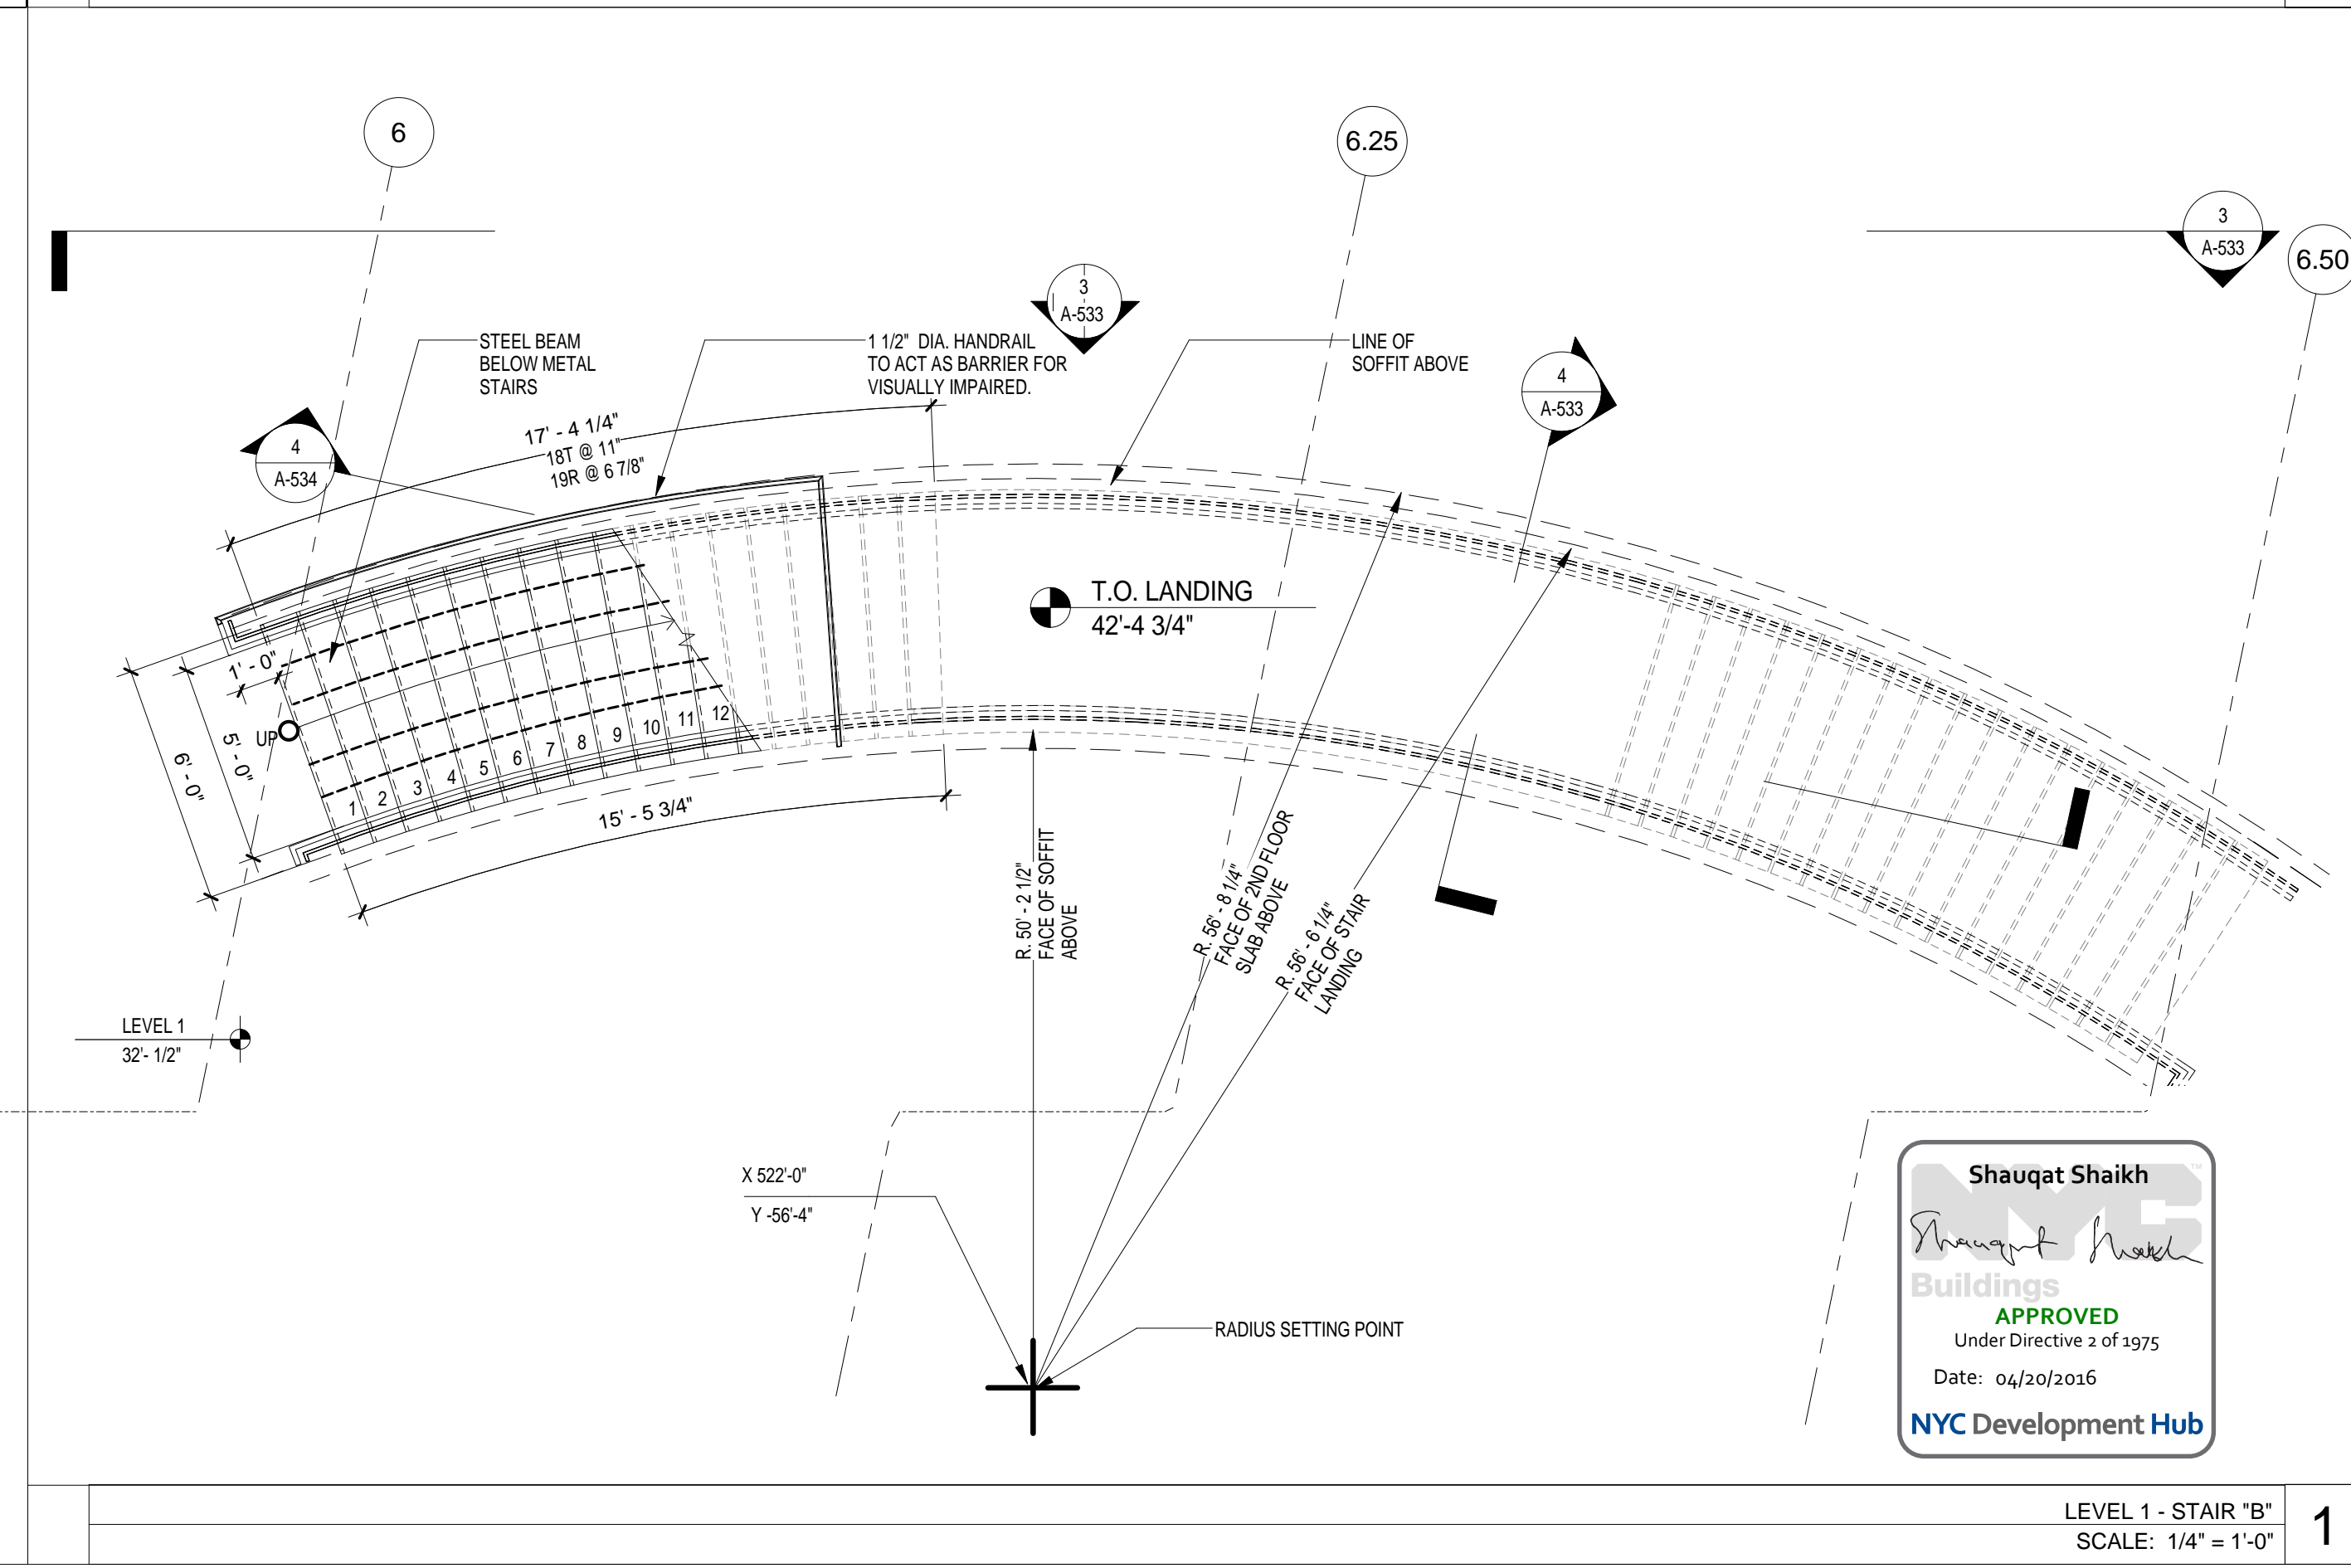 6
6.25
3
A-533
6.50
3
A-533
STEEL BEAM
BELOW METAL
STAIRS
1 1/2" DIA. HANDRAIL
TO ACT AS BARRIER FOR
VISUALLY IMPAIRED.
LINE OF
SOFFIT ABOVE
4
A-533
17' - 4 1/4"
18T @ 11"
19R @ 6 7/8"
4
A-534
T.O. LANDING
42'-4 3/4"
1' - 0"
UP
5' - 0"
6' - 0"
1 2 3 4 5 6 7 8 9 10 11 12
15' - 5 3/4"
R. 50' - 2 1/2"
FACE OF SOFFIT
ABOVE
R. 56' - 8 1/4"
FACE OF 2ND FLOOR
SLAB ABOVE
R. 56' - 6 1/4"
FACE OF STAIR
LANDING
LEVEL 1
32'- 1/2"
X 522'-0"
Y -56'-4"
RADIUS SETTING POINT
Shauqat Shaikh
NYC™
Shauqat Shaikh
Buildings
APPROVED
Under Directive 2 of 1975
Date: 04/20/2016
NYC Development Hub
LEVEL 1 - STAIR "B"
SCALE: 1/4" = 1'-0"
1